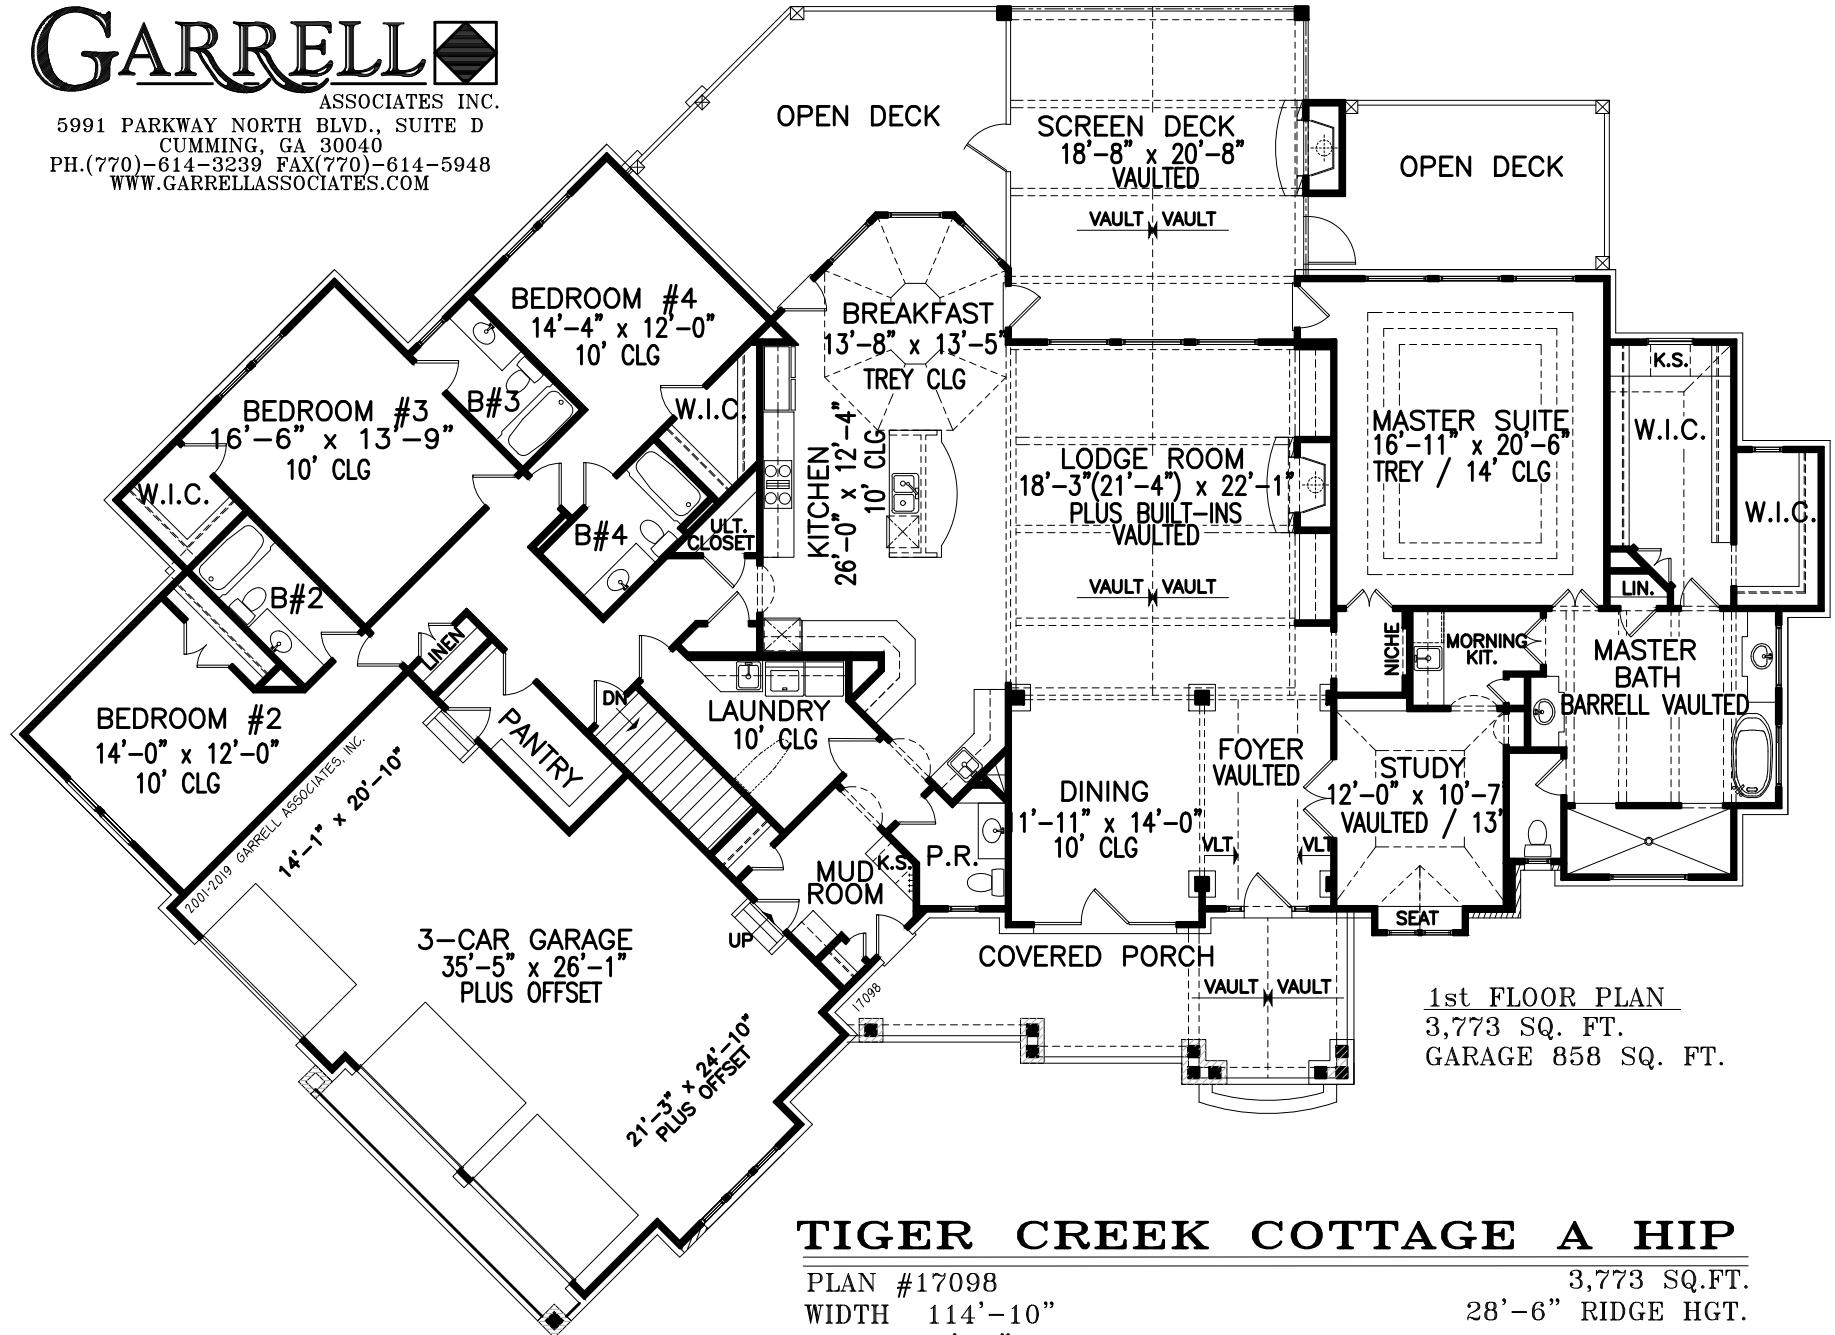 GARRELL
ASSOCIATES INC.
5991 PARKWAY NORTH BLVD., SUITE D
CUMMING, GA 30040
PH.(770)-614-3239 FAX(770)-614-5948
WWW.GARRELLASSOCIATES.COM
OPEN DECK
SCREEN DECK
18'-8" x 20'-8"
VAULTED
VAULT VAULT
OPEN DECK
BEDROOM #4
14'-4" x 12'-0"
10' CLG
BREAKFAST
13'-8" x 13'-5"
TREY CLG
BEDROOM #3
16'-6" x 13'-9"
10' CLG
B#3
W.I.C.
W.I.C.
KITCHEN
26'-0" x 12'-4"
10' CLG
LODGE ROOM
18'-3"(21'-4") x 22'-1"
PLUS BUILT-INS
VAULTED
VAULT VAULT
MASTER SUITE
16'-11" x 20'-6"
TREY / 14' CLG
K.S.
W.I.C.
W.I.C.
LIN.
B#4
ULT.
CLOSET
B#2
LINEN
NICHE
MORNING
KIT.
MASTER
BATH
BARRELL VAULTED
BEDROOM #2
14'-0" x 12'-0"
10' CLG
PANTRY
DN
LAUNDRY
10' CLG
FOYER
VAULTED
STUDY
12'-0" x 10'-7
VAULTED / 13'
DINING
11'-11" x 14'-0"
10' CLG
VLT
VLT
2001-2019 GARRELL ASSOCIATES, INC.
14'-1" x 20'-10"
MUD
ROOM
K.S.
P.R.
SEAT
UP
3-CAR GARAGE
35'-5" x 26'-1"
PLUS OFFSET
COVERED PORCH
VAULT VAULT
17098
21'-3" x 24'-10"
PLUS OFFSET
1st FLOOR PLAN
3,773 SQ. FT.
GARAGE 858 SQ. FT.
TIGER CREEK COTTAGE A HIP
PLAN #17098
3,773 SQ.FT.
WIDTH 114'-10"
28'-6" RIDGE HGT.